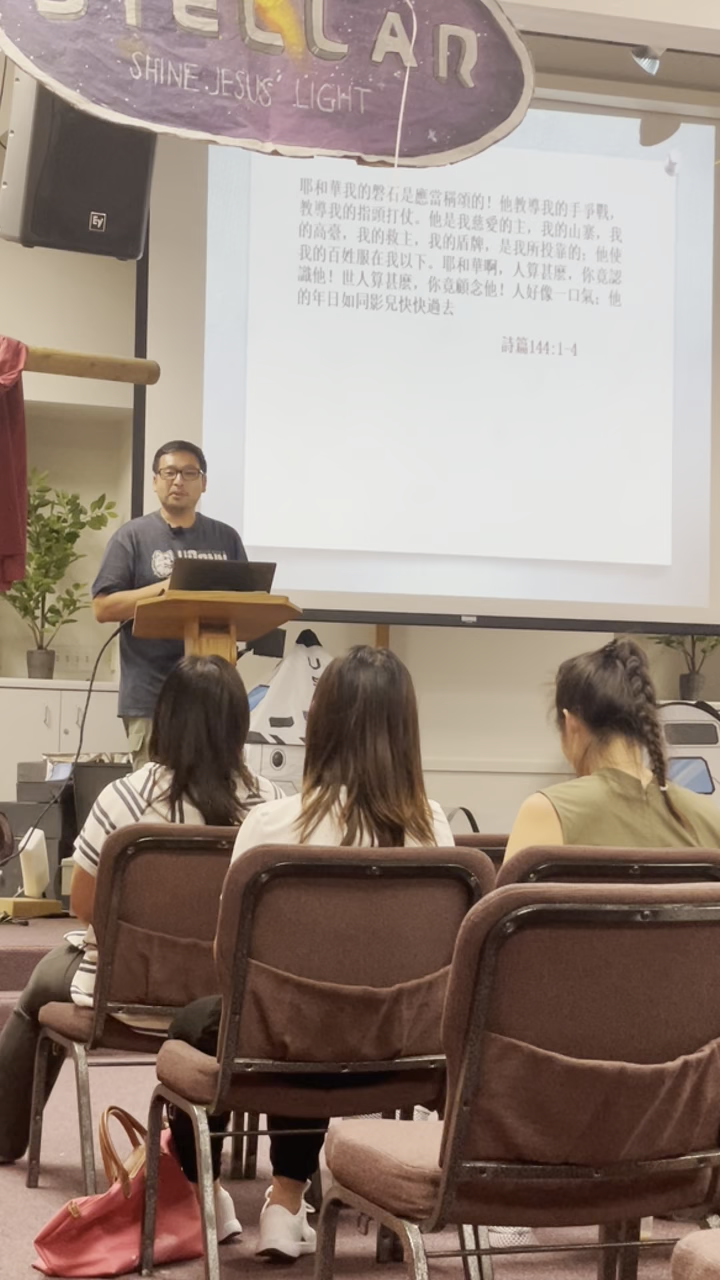 STELLAR
SHINE JESUS' LIGHT
EV
耶和華我的磐石是應當稱頌的！他教導我的手爭戰，
教導我的指頭打仗。他是我慈愛的主，我的山寨，我
的高臺，我的救主，我的盾牌，是我所投靠的；他使
我的百姓服在我以下。耶和華啊，人算甚麼，你竟認
識他！世人算甚麼，你竟顧念他！人好像一口氣；他
的年日如同影兒快快過去
詩篇144:1-4